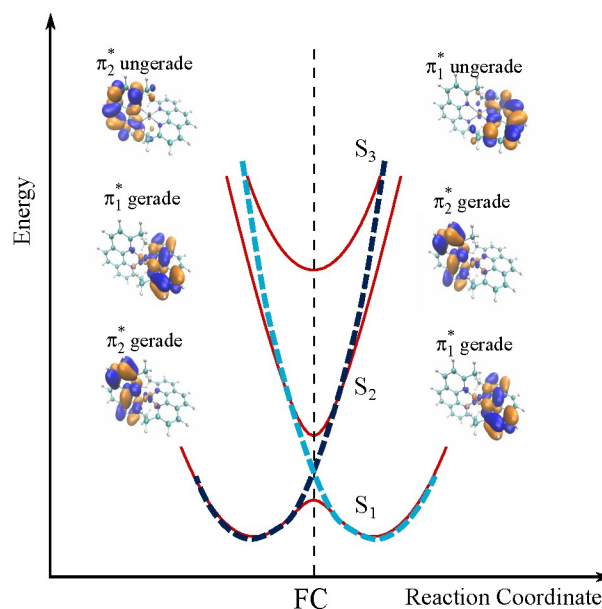 π₂* ungerade
π₁* ungerade
S₃
π₁* gerade
π₂* gerade
Energy
π₂* gerade
π₁* gerade
S₂
S₁
FC
Reaction Coordinate